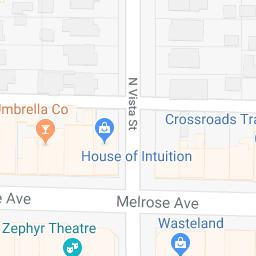 N Vista St
Umbrella Co
Crossroads Tra
House of Intuition
e Ave
Melrose Ave
Zephyr Theatre
Wasteland